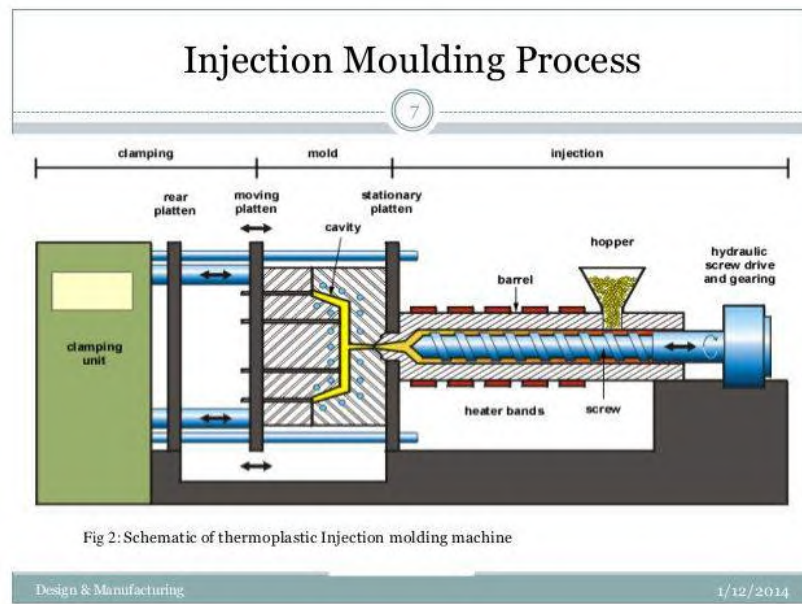 Injection Moulding Process
7
clamping
mold
injection
rear
platten
moving
platten
stationary
platten
cavity
hopper
hydraulic
screw drive
and gearing
barrel
clamping
unit
heater bands
screw
Fig 2: Schematic of thermoplastic Injection molding machine
Design & Manufacturing
1/12/2014